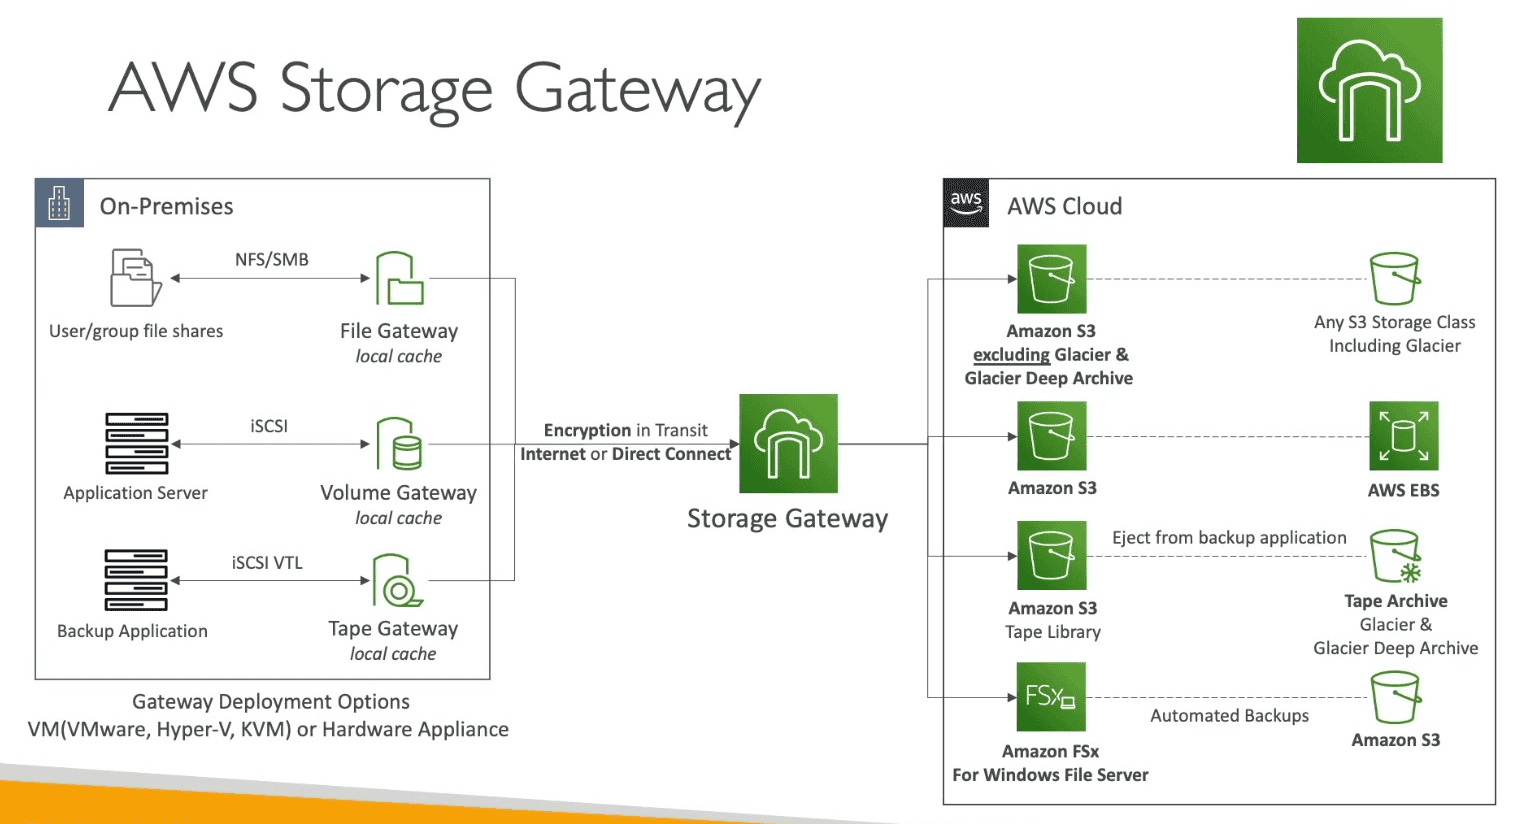 AWS Storage Gateway
On-Premises
NFS/SMB
User/group file shares
File Gateway
local cache
iSCSI
Application Server
Volume Gateway
local cache
iSCSI VTL
Backup Application
Tape Gateway
local cache
Gateway Deployment Options
VM(VMware, Hyper-V, KVM) or Hardware Appliance
Encryption in Transit
Internet or Direct Connect
Storage Gateway
aws
AWS Cloud
Amazon S3
excluding Glacier &
Glacier Deep Archive
Any S3 Storage Class
Including Glacier
Amazon S3
AWS EBS
Eject from backup application
Amazon S3
Tape Library
Tape Archive
Glacier &
Glacier Deep Archive
FSx
Automated Backups
Amazon FSx
For Windows File Server
Amazon S3